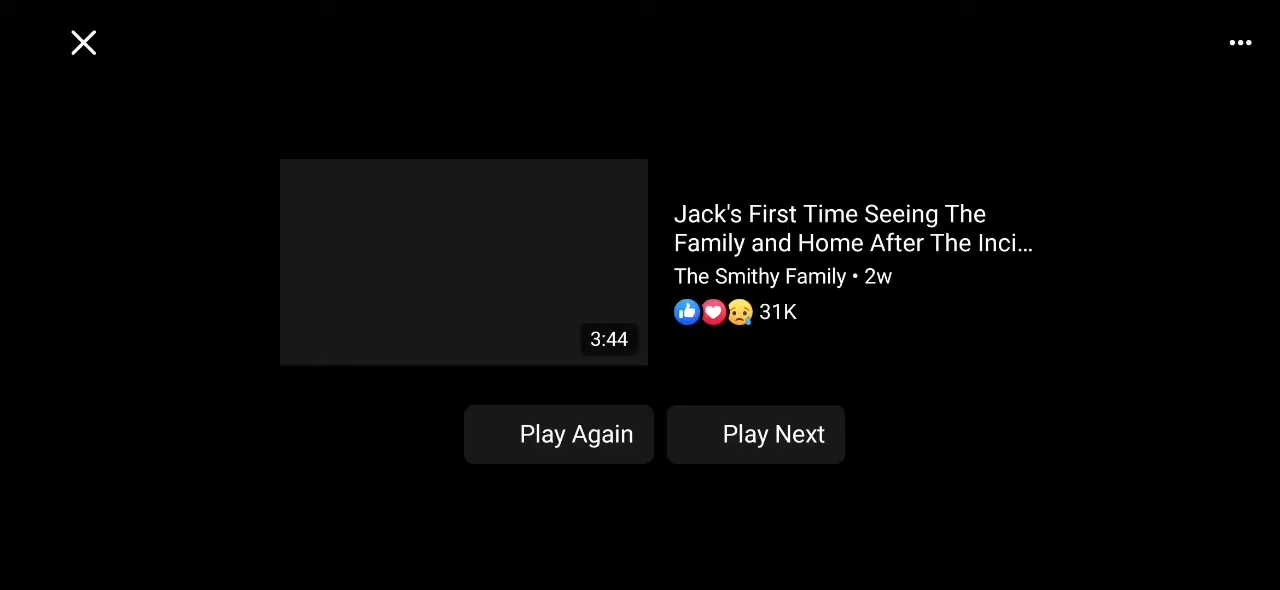 Jack's First Time Seeing The
Family and Home After The Inci...
The Smithy Family • 2w
31K
3:44
Play Again
Play Next